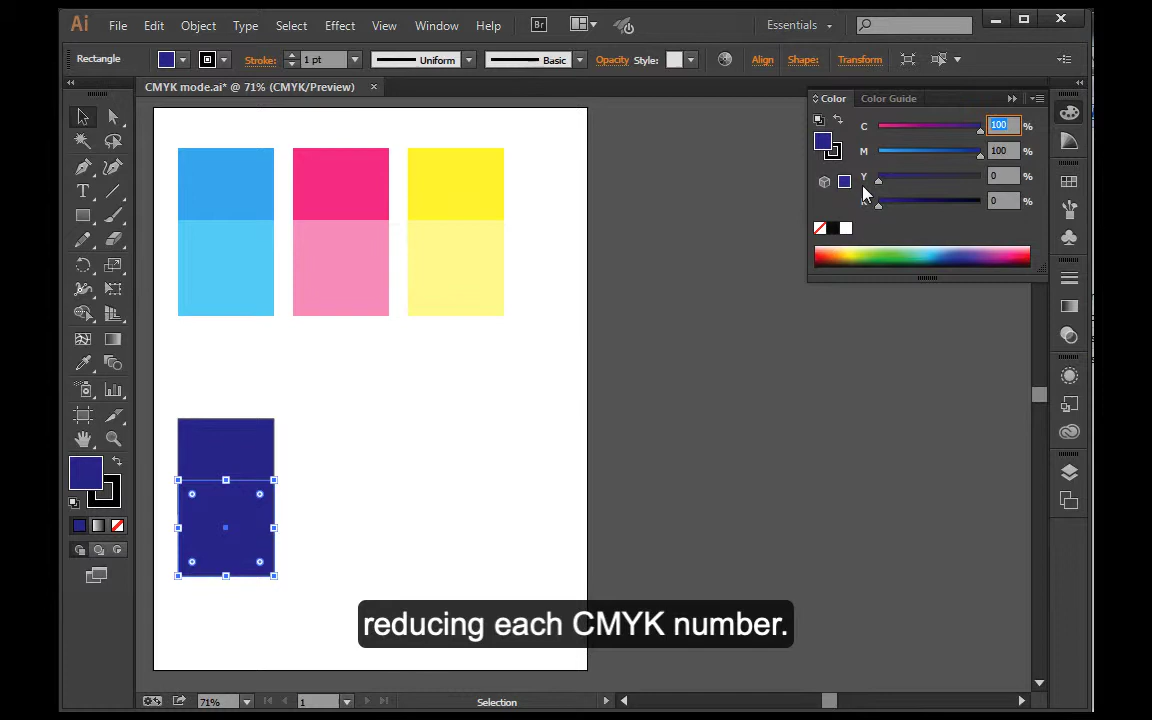 Ai File Edit Object Type Select Effect View Window Help Br Essentials
Rectangle Stroke: 1 pt Uniform Basic Opacity Style: Align Shape: Transform
CMYK mode.ai* @ 71% (CMYK/Preview)
Color Color Guide
C 100 %
M 100 %
Y 0 %
K 0 %
T
reducing each CMYK number.
71% 1 Selection